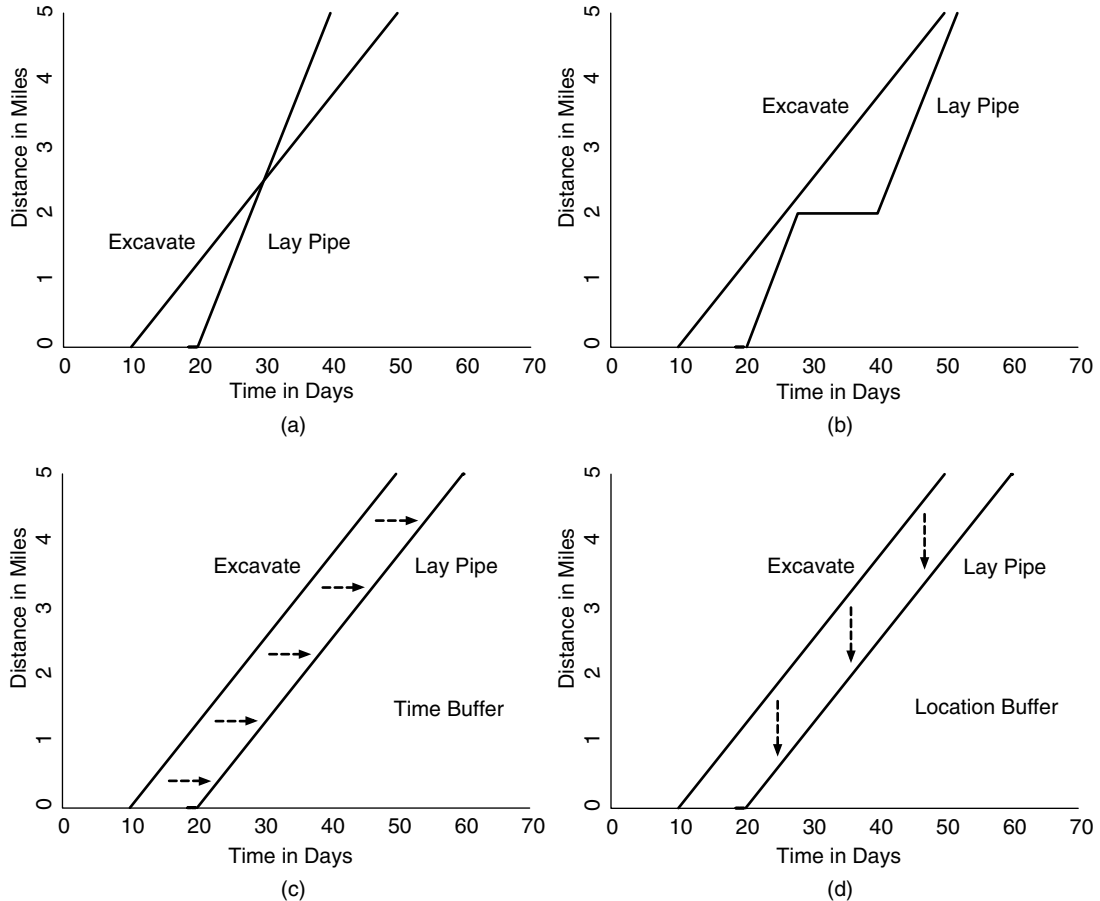 5
4
3
2
1
0
Distance in Miles
Excavate
Lay Pipe
0 10 20 30 40 50 60 70
Time in Days
(a)
5
4
3
2
1
0
Distance in Miles
Excavate
Lay Pipe
0 10 20 30 40 50 60 70
Time in Days
(b)
5
4
3
2
1
0
Distance in Miles
Excavate
Lay Pipe
Time Buffer
0 10 20 30 40 50 60 70
Time in Days
(c)
5
4
3
2
1
0
Distance in Miles
Excavate
Lay Pipe
Location Buffer
0 10 20 30 40 50 60 70
Time in Days
(d)